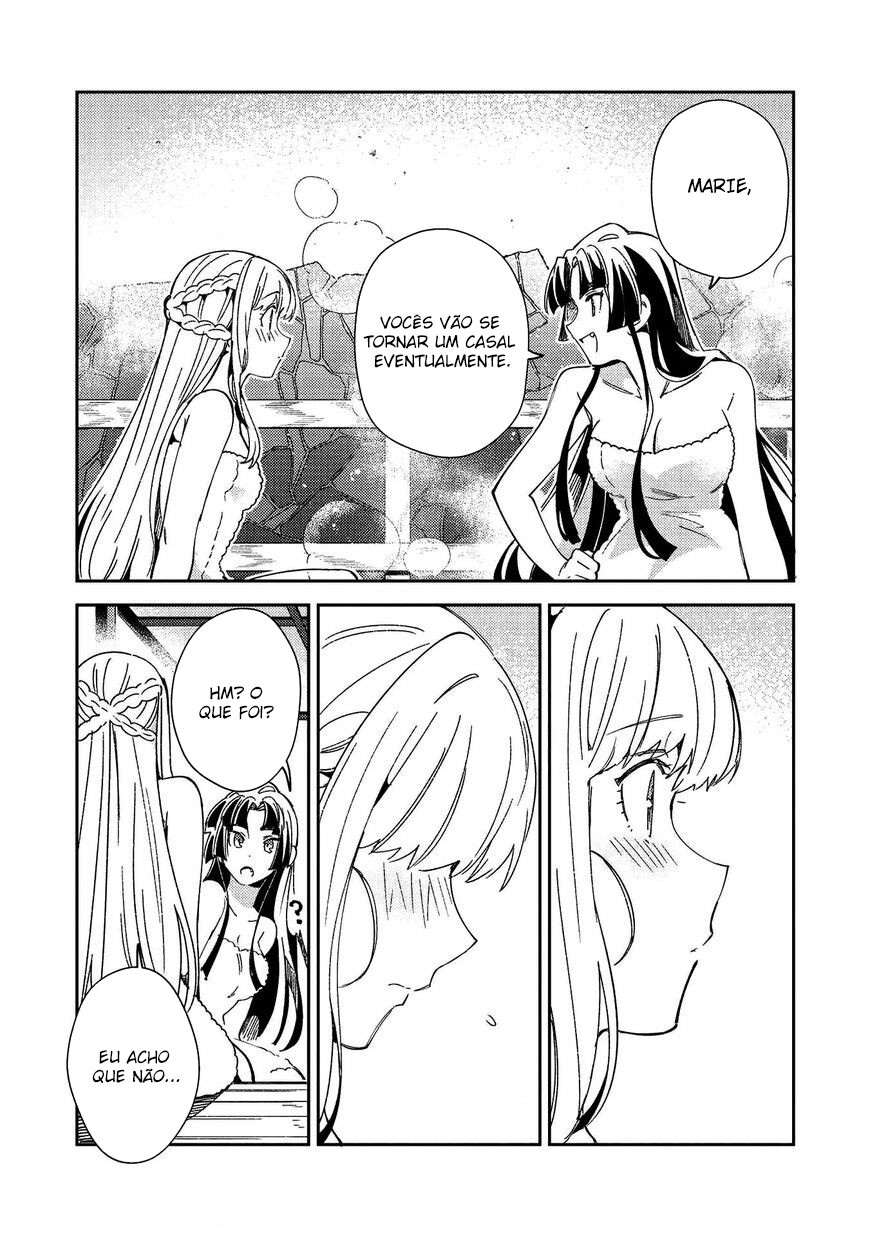 MARIE,
VOCÊS VÃO SE
TORNAR UM CASAL
EVENTUALMENTE.
HM? O
QUE FOI?
?
EU ACHO
QUE NÃO...